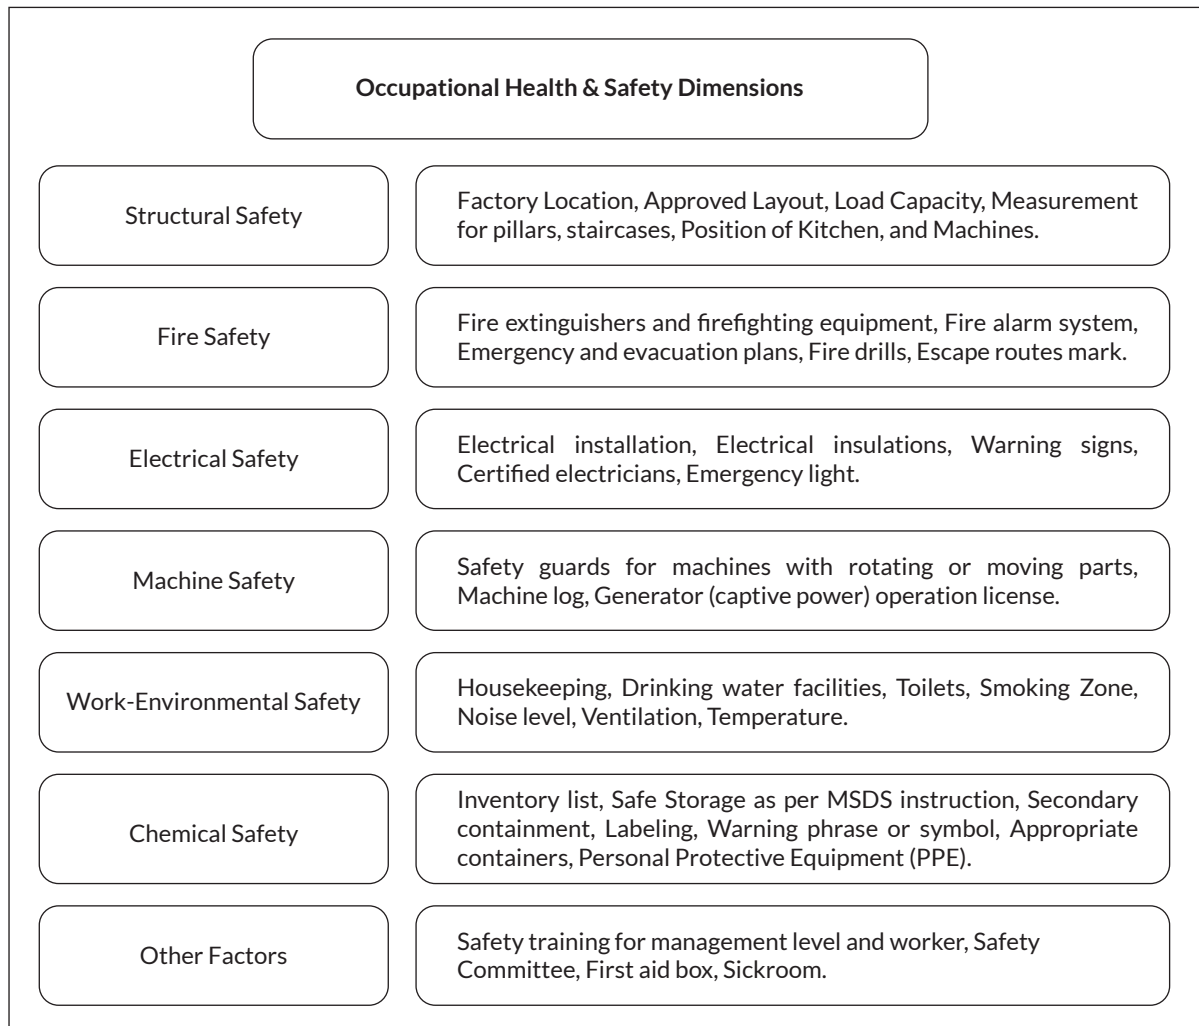 Occupational Health & Safety Dimensions
Structural Safety
Factory Location, Approved Layout, Load Capacity, Measurement
for pillars, staircases, Position of Kitchen, and Machines.
Fire Safety
Fire extinguishers and firefighting equipment, Fire alarm system,
Emergency and evacuation plans, Fire drills, Escape routes mark.
Electrical Safety
Electrical installation, Electrical insulations, Warning signs,
Certified electricians, Emergency light.
Machine Safety
Safety guards for machines with rotating or moving parts,
Machine log, Generator (captive power) operation license.
Work-Environmental Safety
Housekeeping, Drinking water facilities, Toilets, Smoking Zone,
Noise level, Ventilation, Temperature.
Chemical Safety
Inventory list, Safe Storage as per MSDS instruction, Secondary
containment, Labeling, Warning phrase or symbol, Appropriate
containers, Personal Protective Equipment (PPE).
Other Factors
Safety training for management level and worker, Safety
Committee, First aid box, Sickroom.